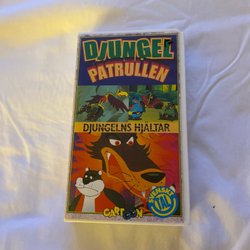 DJUNGEL
PATRULLEN
DJUNGELNS HJÄLTAR
SVENSKT
TAL
CARTOON